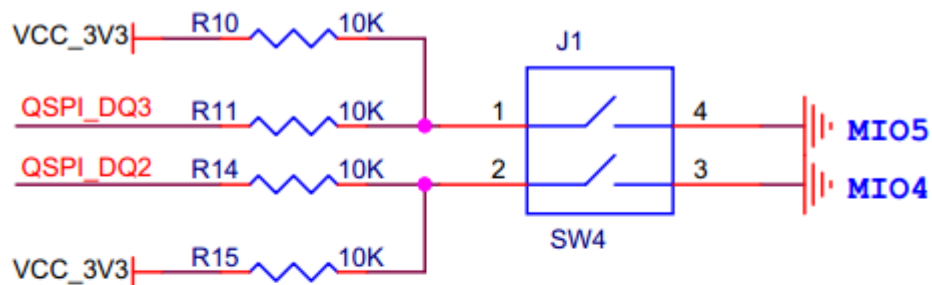 VCC_3V3 R10 10K
J1
QSPI_DQ3 R11 10K 1 4 MIO5
QSPI_DQ2 R14 10K 2 3 MIO4
SW4
VCC_3V3 R15 10K